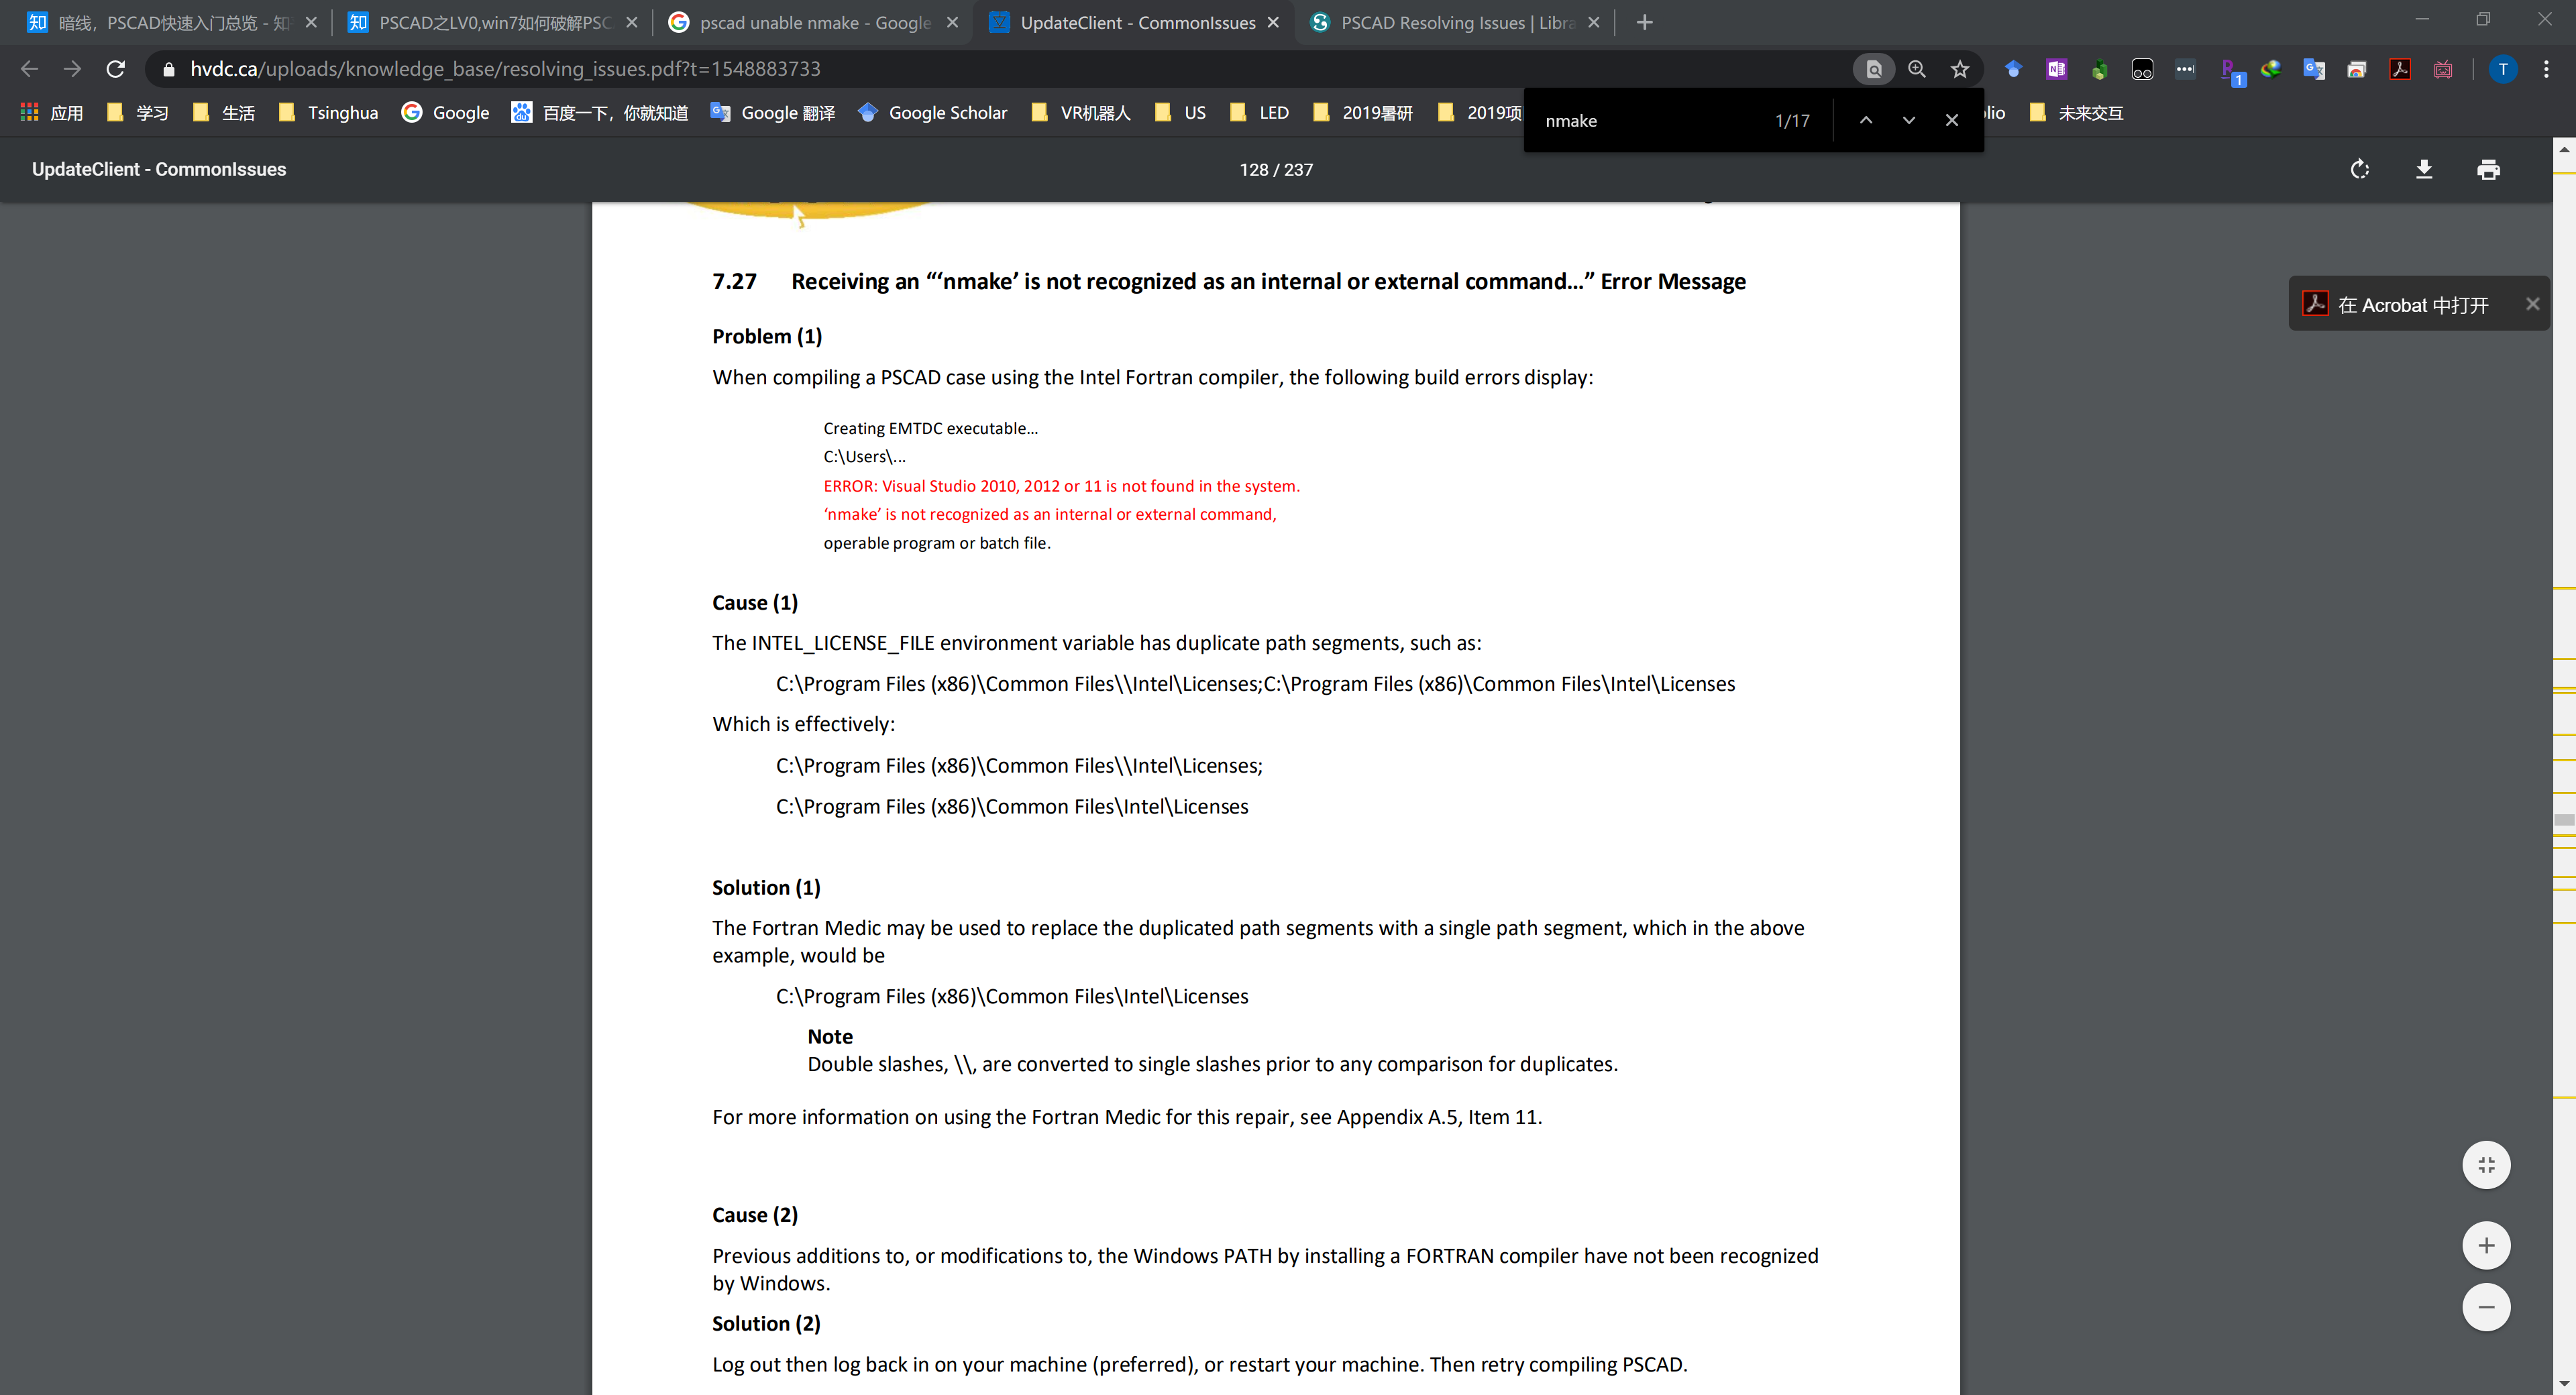 暗线，PSCAD快速入门总览 - 知
PSCAD之LV0,win7如何破解PSC
pscad unable nmake - Google
UpdateClient - CommonIssues
PSCAD Resolving Issues | Libra
hvdc.ca/uploads/knowledge_base/resolving_issues.pdf?t=1548883733
1
T
应用
学习
生活
Tsinghua
Google
百度一下，你就知道
Google 翻译
Google Scholar
VR机器人
US
LED
2019暑研
2019项
lio
未来交互
nmake
1/17
UpdateClient - CommonIssues
128 / 237
在 Acrobat 中打开
7.27 Receiving an “‘nmake’ is not recognized as an internal or external command…” Error Message
Problem (1)
When compiling a PSCAD case using the Intel Fortran compiler, the following build errors display:
Creating EMTDC executable…
C:\Users\…
ERROR: Visual Studio 2010, 2012 or 11 is not found in the system.
‘nmake’ is not recognized as an internal or external command,
operable program or batch file.
Cause (1)
The INTEL_LICENSE_FILE environment variable has duplicate path segments, such as:
C:\Program Files (x86)\Common Files\\Intel\Licenses;C:\Program Files (x86)\Common Files\Intel\Licenses
Which is effectively:
C:\Program Files (x86)\Common Files\\Intel\Licenses;
C:\Program Files (x86)\Common Files\Intel\Licenses
Solution (1)
The Fortran Medic may be used to replace the duplicated path segments with a single path segment, which in the above
example, would be
C:\Program Files (x86)\Common Files\Intel\Licenses
Note
Double slashes, \\, are converted to single slashes prior to any comparison for duplicates.
For more information on using the Fortran Medic for this repair, see Appendix A.5, Item 11.
Cause (2)
Previous additions to, or modifications to, the Windows PATH by installing a FORTRAN compiler have not been recognized
by Windows.
Solution (2)
Log out then log back in on your machine (preferred), or restart your machine. Then retry compiling PSCAD.